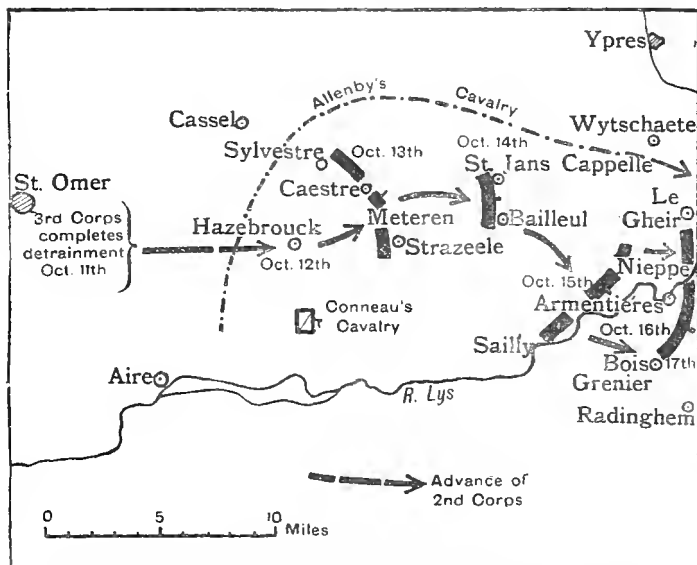 Ypres
Allenby's
Cavalry
Cassel
Wytschaete
Sylvestre
Oct. 13th
Oct. 14th
St. Jans Cappelle
St. Omer
Caestre
Le
Gheir
3rd Corps
completes
detrainment
Oct. 11th
Hazebrouck
Oct. 12th
Meteren
Strazeele
Bailleul
Nieppe
Oct. 15th
Armentières
Conneau's
Cavalry
Sailly
Oct. 16th
Bois
Grenier
17th
Aire
R. Lys
Radinghem
Advance of
2nd Corps
0 5 10
Miles